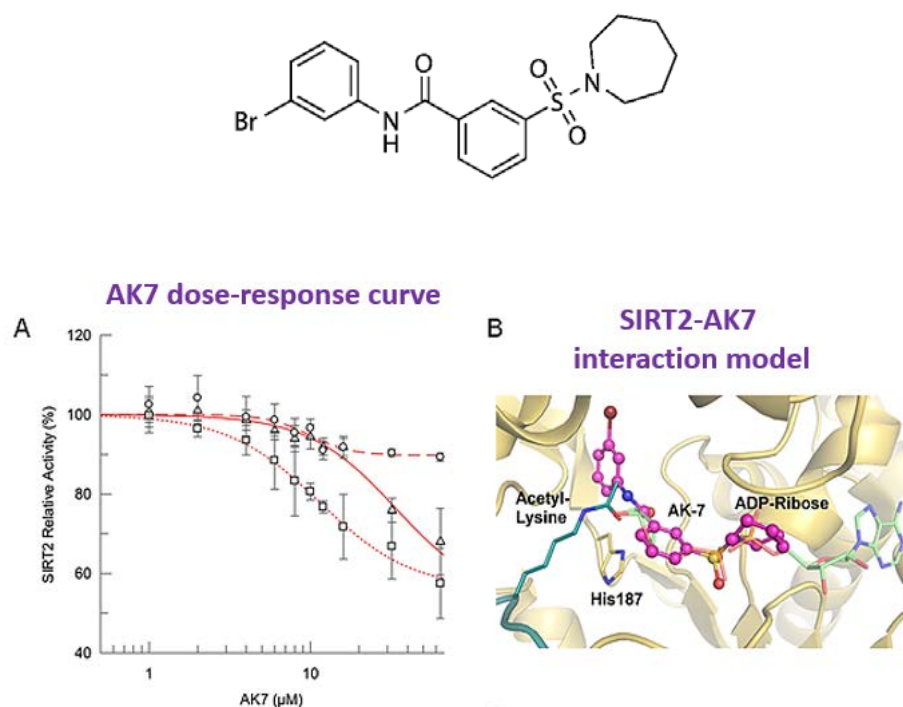 O
O
S
N
O
Br
N
H
AK7 dose-response curve
A
SIRT2 Relative Activity (%)
120
100
80
60
40
1
10
AK7 (µM)
SIRT2-AK7
interaction model
B
Acetyl-
Lysine
AK-7
ADP-Ribose
His187